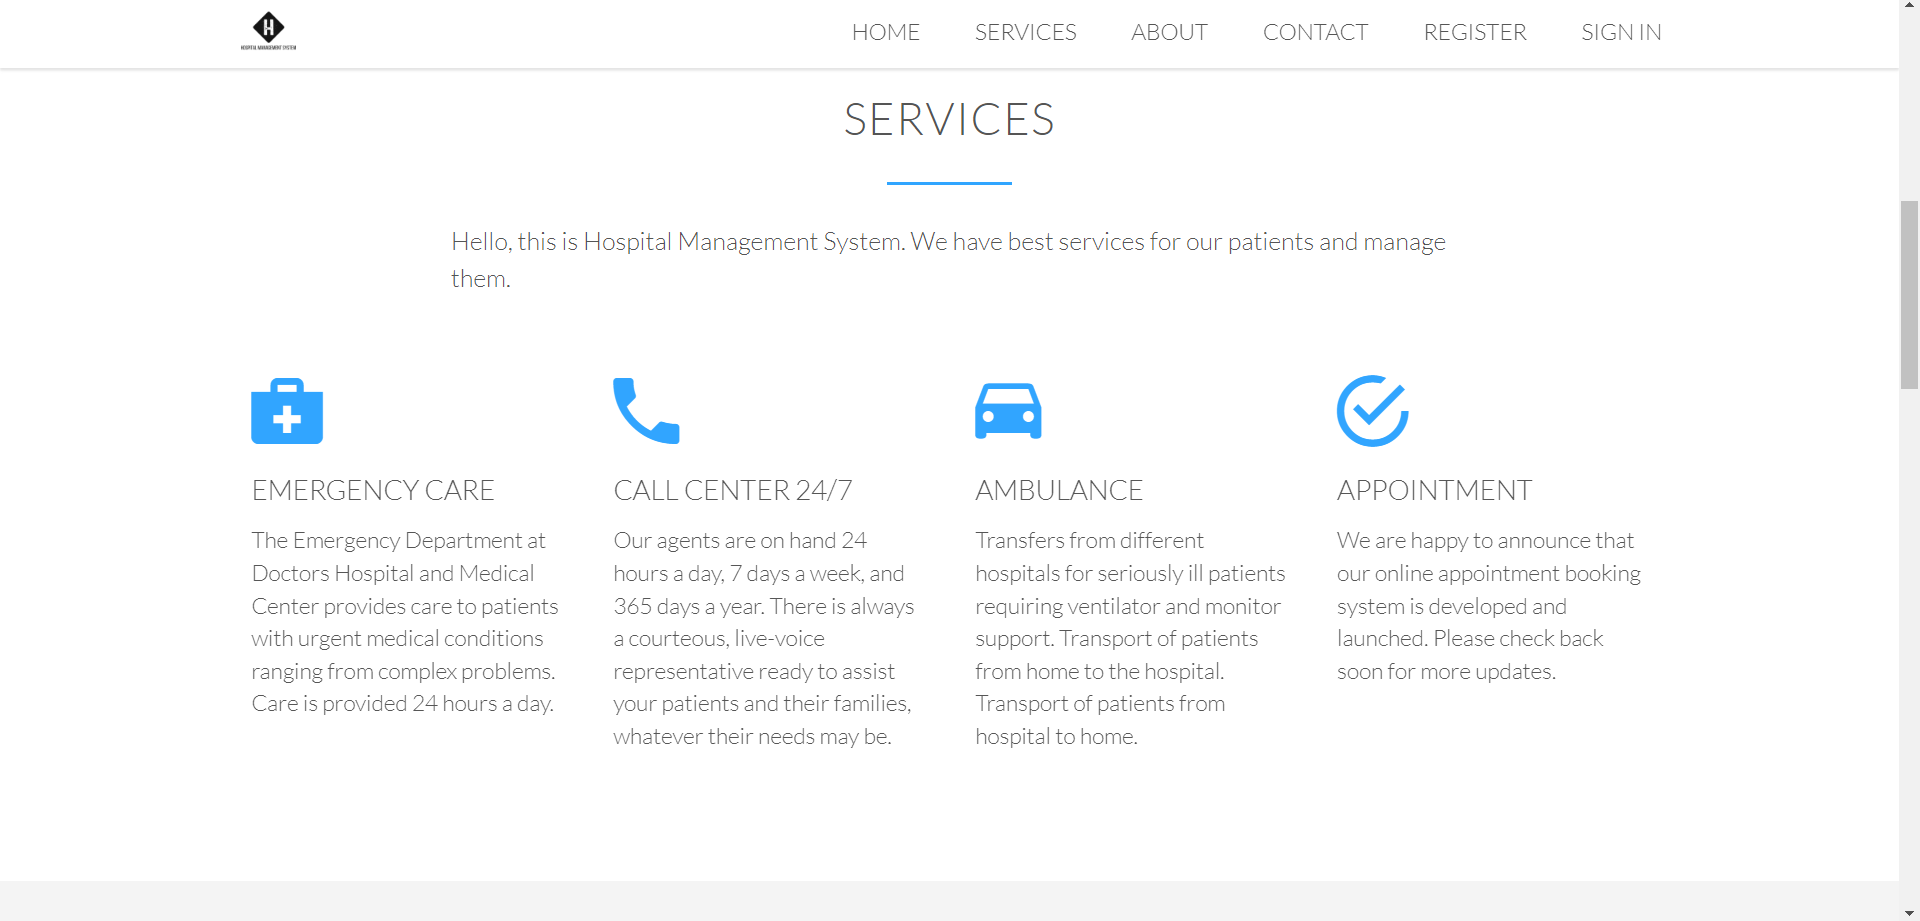 H
HOSPITAL MANAGEMENT SYSTEM
HOME SERVICES ABOUT CONTACT REGISTER SIGN IN
SERVICES
Hello, this is Hospital Management System. We have best services for our patients and manage
them.
EMERGENCY CARE
The Emergency Department at
Doctors Hospital and Medical
Center provides care to patients
with urgent medical conditions
ranging from complex problems.
Care is provided 24 hours a day.
CALL CENTER 24/7
Our agents are on hand 24
hours a day, 7 days a week, and
365 days a year. There is always
a courteous, live-voice
representative ready to assist
your patients and their families,
whatever their needs may be.
AMBULANCE
Transfers from different
hospitals for seriously ill patients
requiring ventilator and monitor
support. Transport of patients
from home to the hospital.
Transport of patients from
hospital to home.
APPOINTMENT
We are happy to announce that
our online appointment booking
system is developed and
launched. Please check back
soon for more updates.